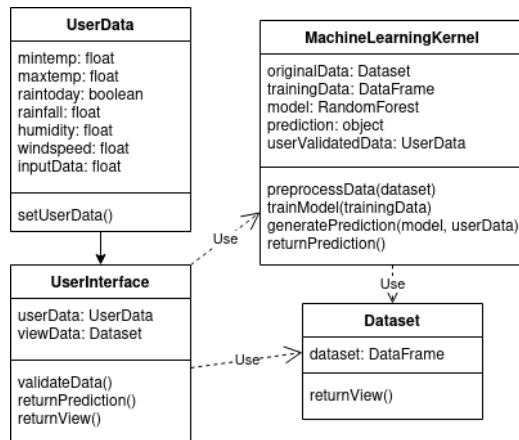 UserData
mintemp: float
maxtemp: float
raintoday: boolean
rainfall: float
humidity: float
windspeed: float
inputData: float
setUserData()
MachineLearningKernel
originalData: Dataset
trainingData: DataFrame
model: RandomForest
prediction: object
userValidatedData: UserData
preprocessData(dataset)
trainModel(trainingData)
generatePrediction(model, userData)
returnPrediction()
Use
Use
UserInterface
userData: UserData
viewData: Dataset
validateData()
returnPrediction()
returnView()
Use
Dataset
dataset: DataFrame
returnView()